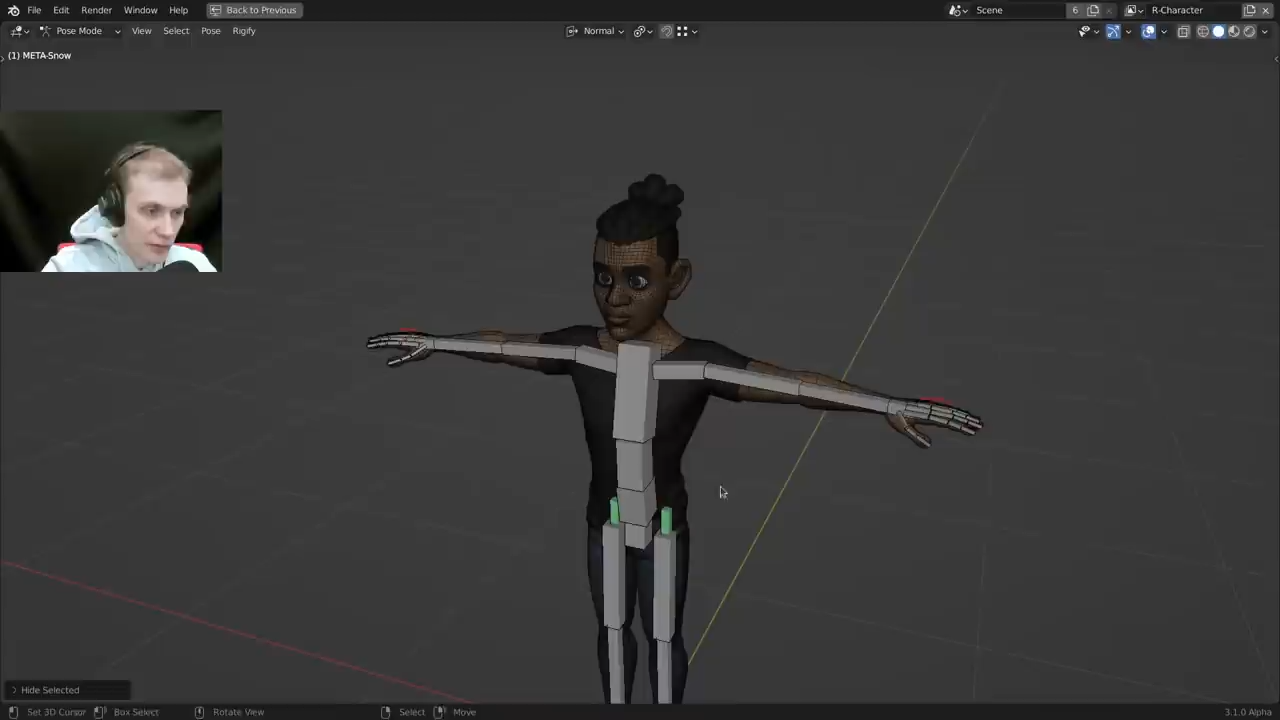 File Edit Render Window Help Back to Previous Scene 6 R-Character
Pose Mode View Select Pose Rigify Normal
(1) META-Snow
Hide Selected
Set 3D Cursor Box Select Rotate View Select Move 3.1.0 Alpha